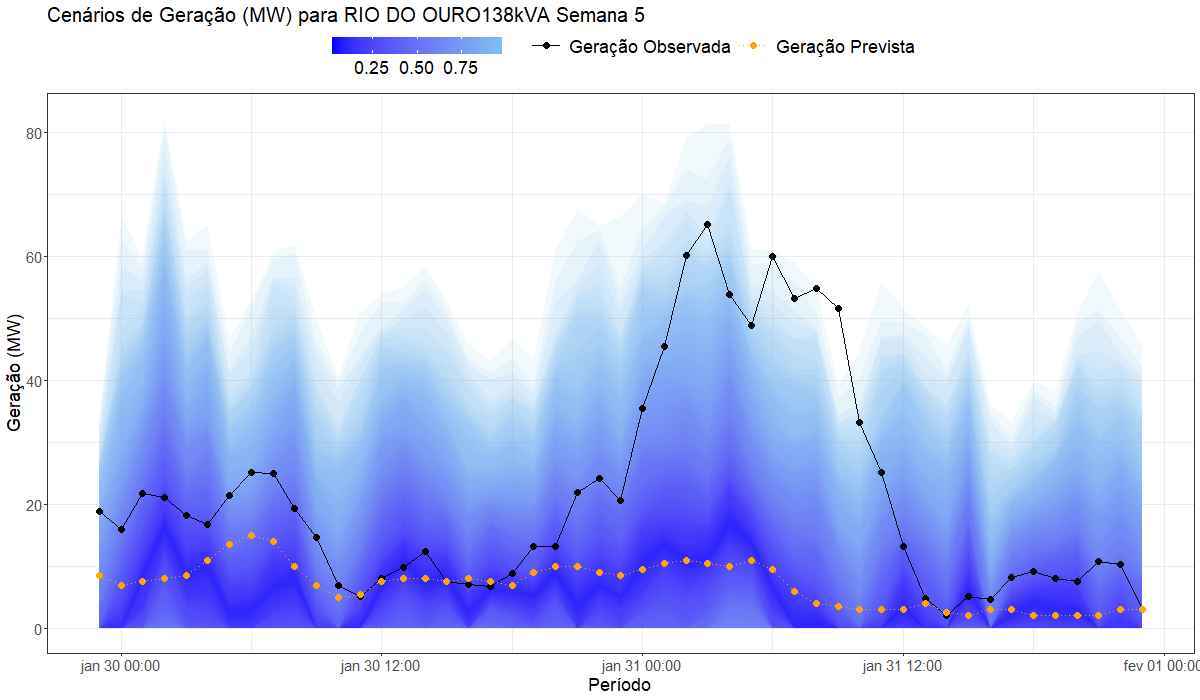 Cenários de Geração (MW) para RIO DO OURO138kVA Semana 5
0.25 0.50 0.75
Geração Observada
Geração Prevista
Geração (MW)
80
60
40
20
0
jan 30 00:00
jan 30 12:00
jan 31 00:00
jan 31 12:00
fev 01 00:00
Período